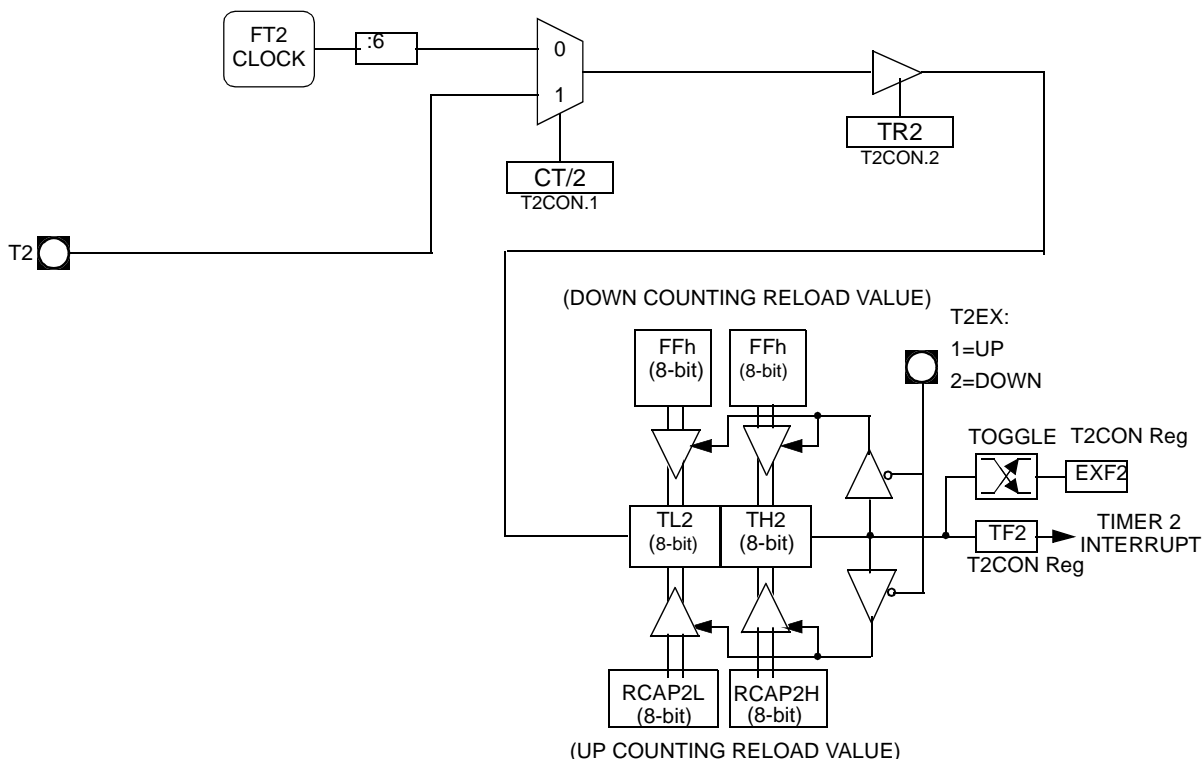 FT2
CLOCK
:6
0
1
TR2
T2CON.2
CT/2
T2CON.1
T2
(DOWN COUNTING RELOAD VALUE)
T2EX:
1=UP
2=DOWN
FFh
(8-bit)
FFh
(8-bit)
TOGGLE
T2CON Reg
EXF2
TL2
(8-bit)
TH2
(8-bit)
TF2
T2CON Reg
TIMER 2
INTERRUPT
RCAP2L
(8-bit)
RCAP2H
(8-bit)
(UP COUNTING RELOAD VALUE)